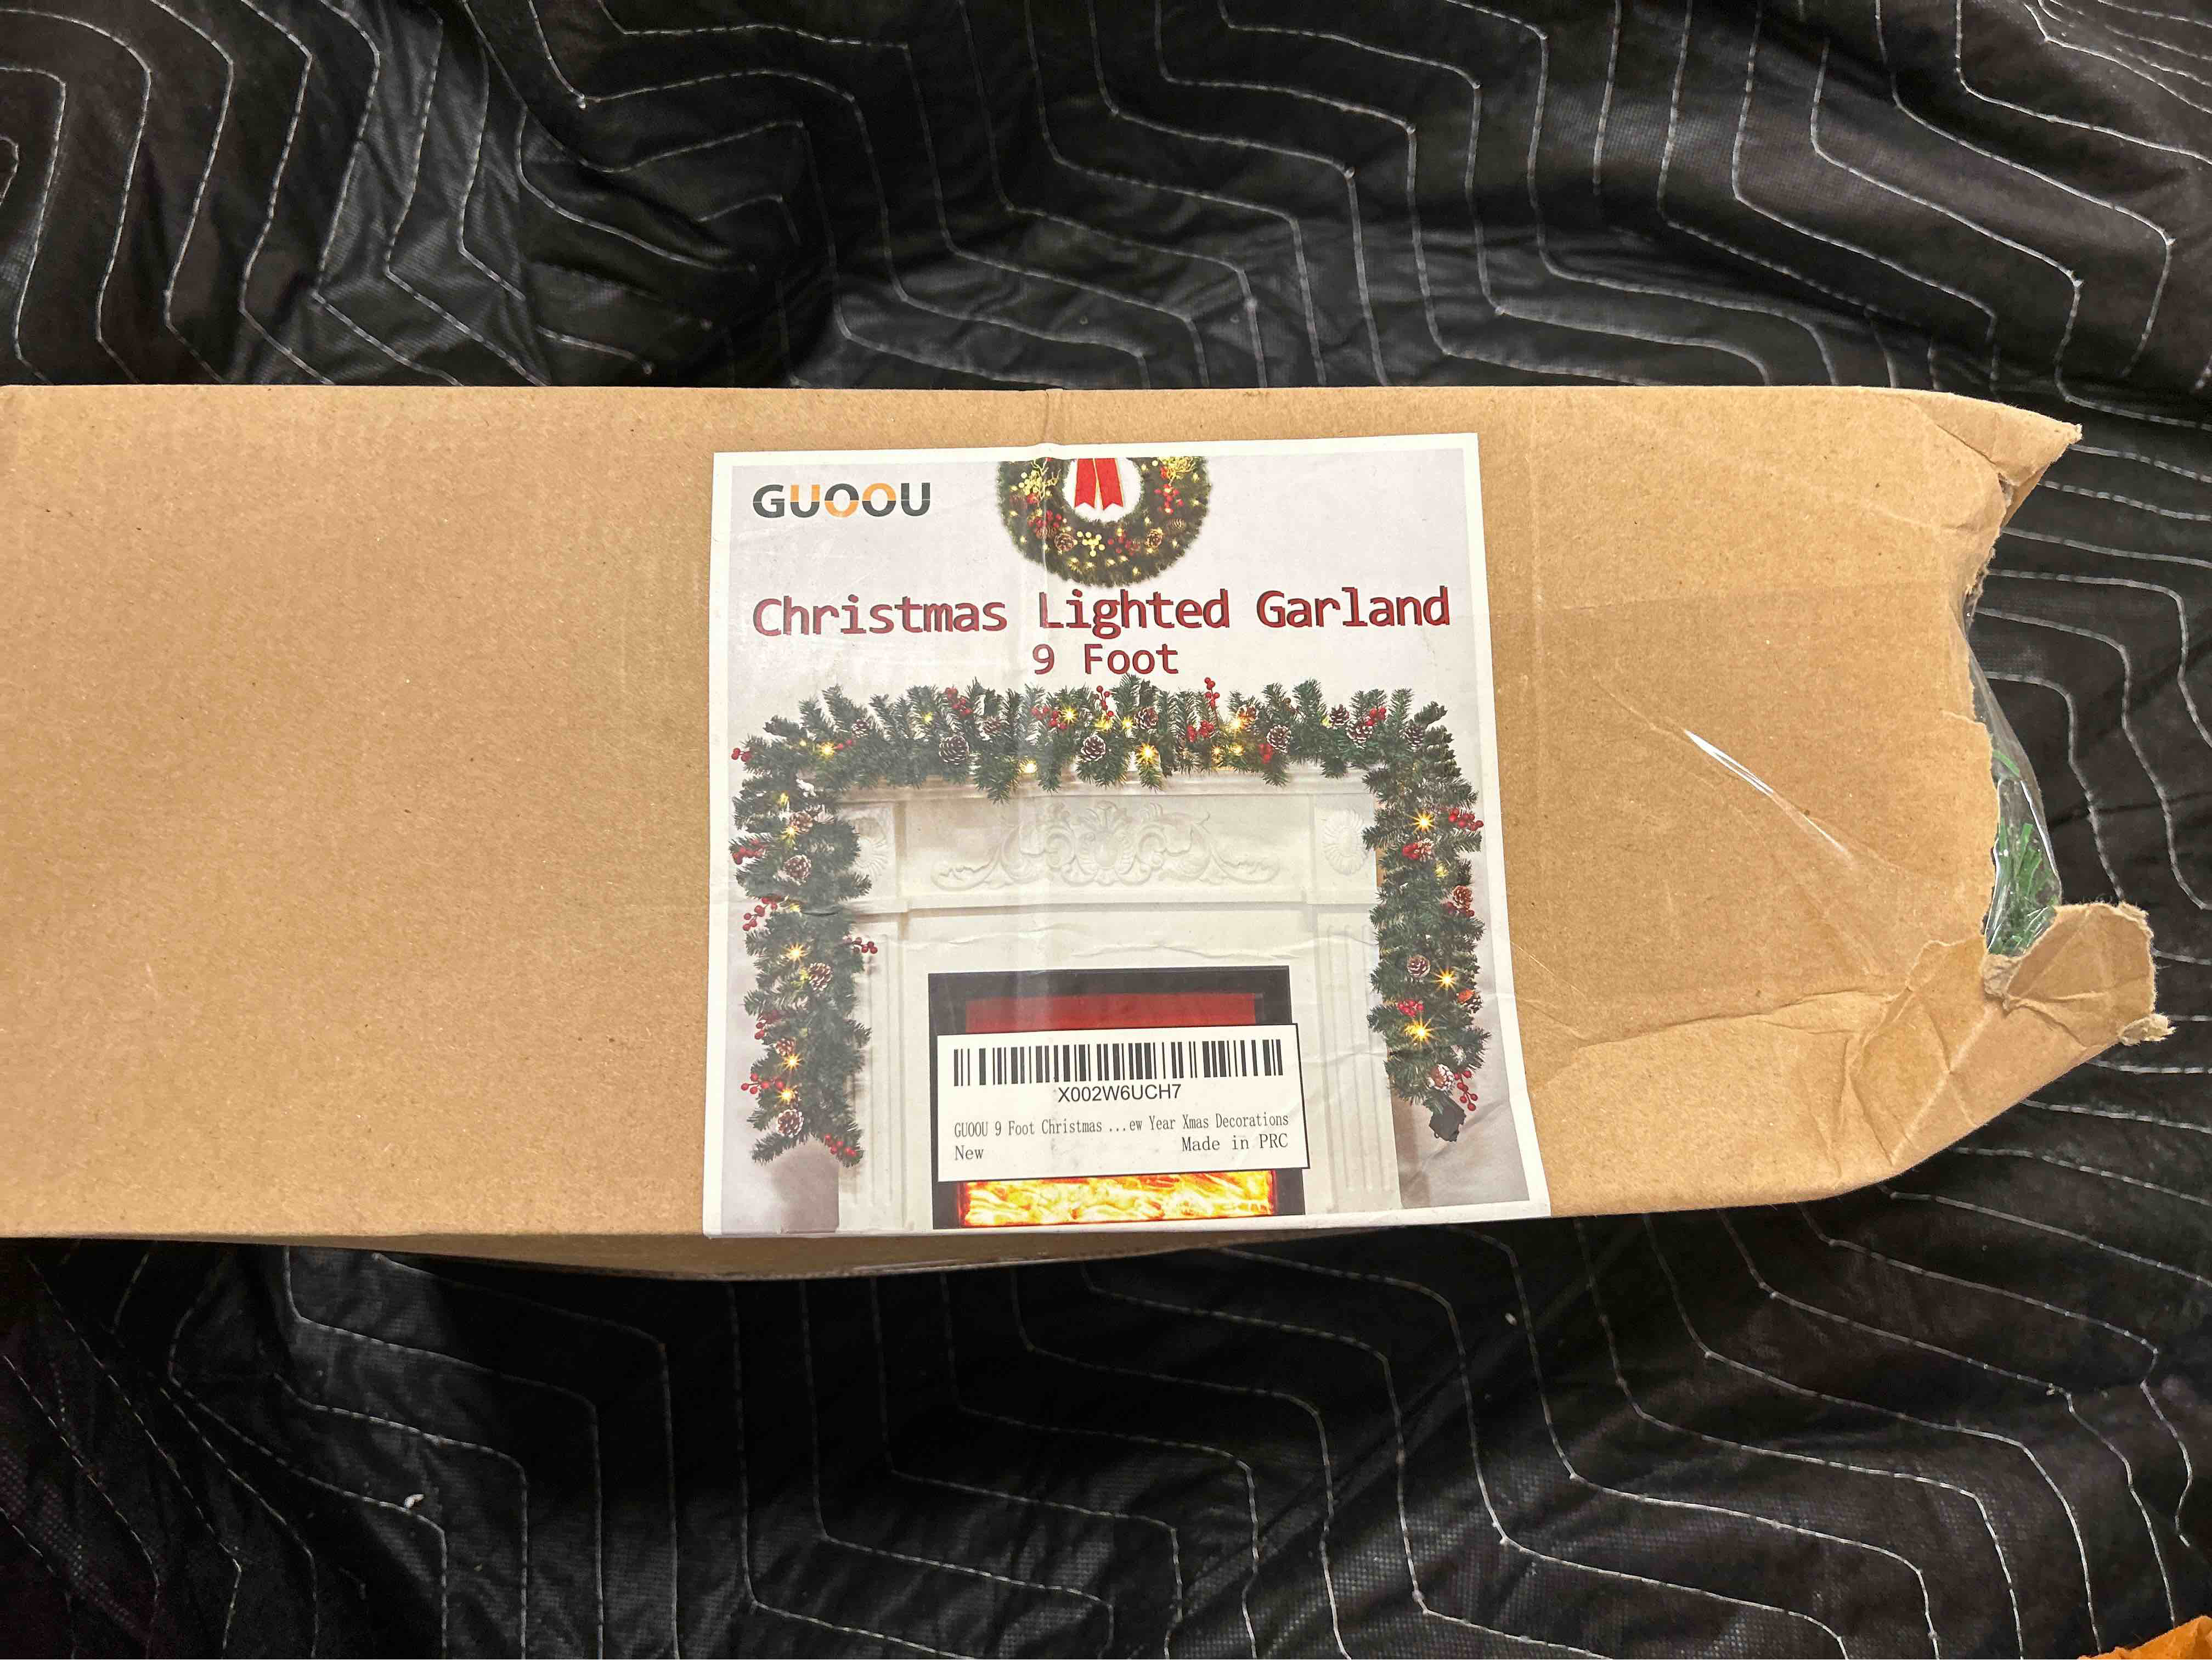 GUOOU
Christmas Lighted Garland
9 Foot
X002W6UCH7
GUOOU 9 Foot Christmas ...ew Year Xmas Decorations
New Made in PRC